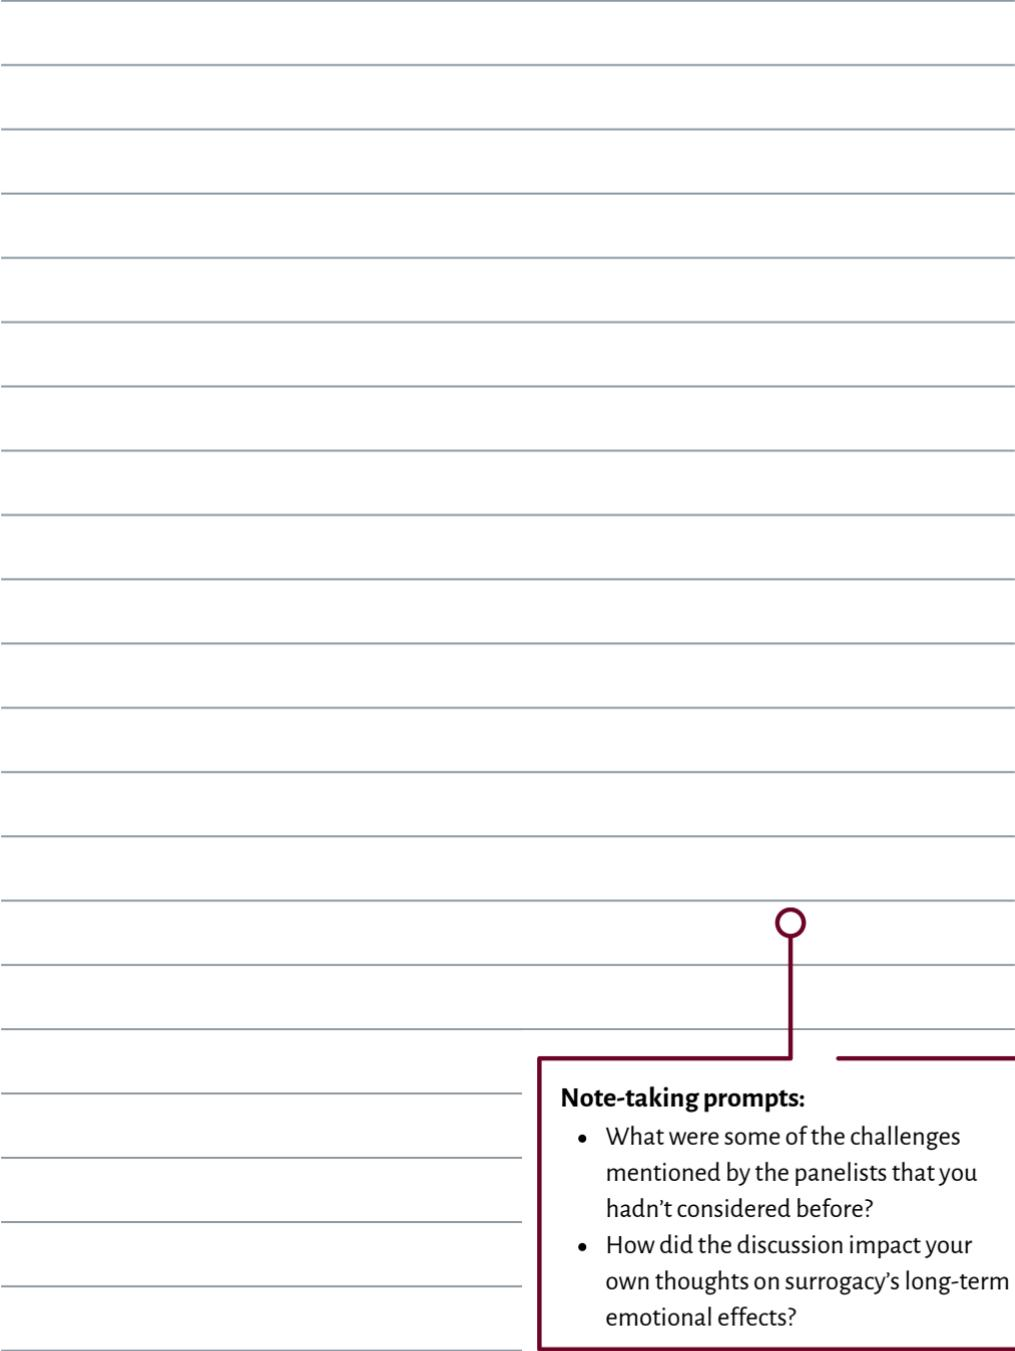 Note-taking prompts:
• What were some of the challenges
mentioned by the panelists that you
hadn't considered before?
• How did the discussion impact your
own thoughts on surrogacy's long-term
emotional effects?